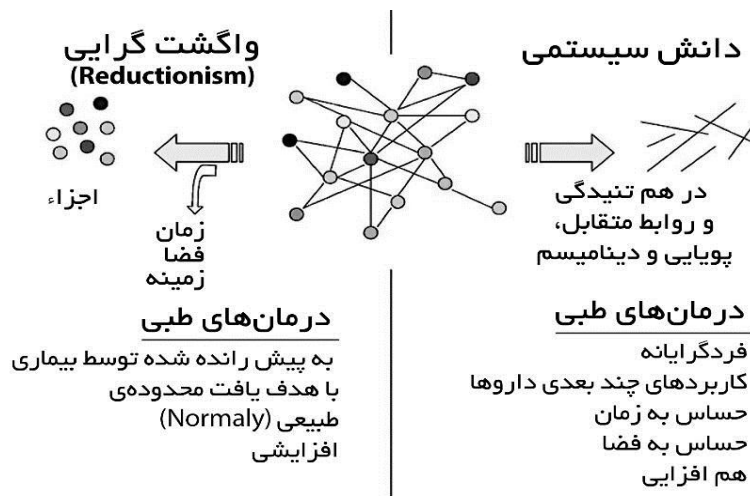 دانش سیستمی
در هم تنیدگی
و روابط متقابل،
پویایی و دینامیسم
درمان‌های طبی
فردگرایانه
کاربردهای چند بعدی داروها
حساس به زمان
حساس به فضا
هم افزایی
واگشت گرایی
(Reductionism)
اجزاء
زمان
فضا
زمینه
درمان‌های طبی
به پیش رانده شده توسط بیماری
با هدف یافت محدوده‌ی
طبیعی (Normaly)
افزایشی